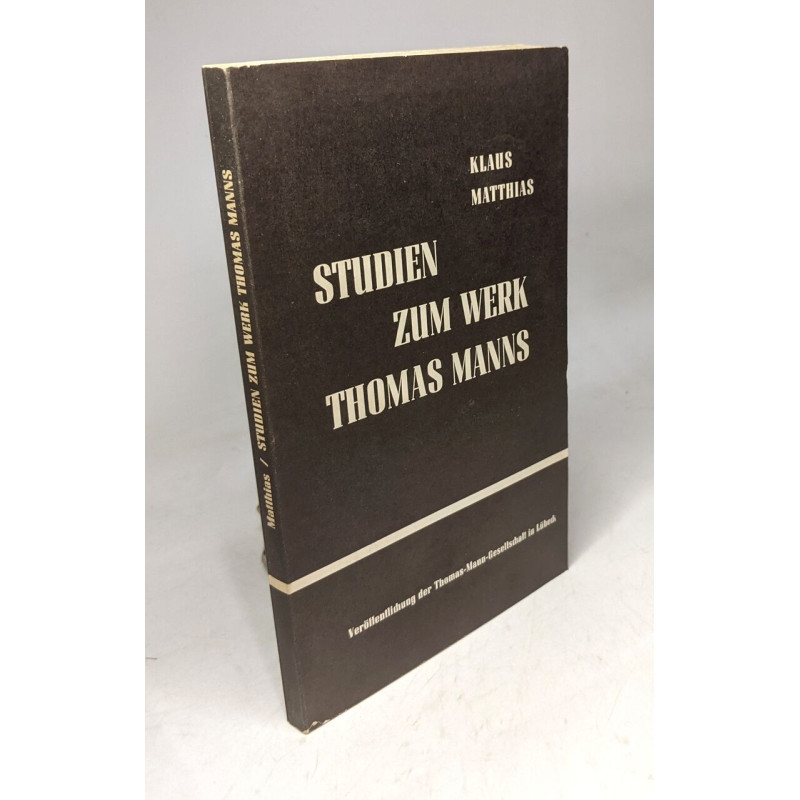 KLAUS
MATTHIAS
STUDIEN
ZUM WERK
THOMAS MANNS
Veröffentlichung der Thomas-Mann-Gesellschaft in Lübeck
Matthias / STUDIEN ZUM WERK THOMAS MANNS